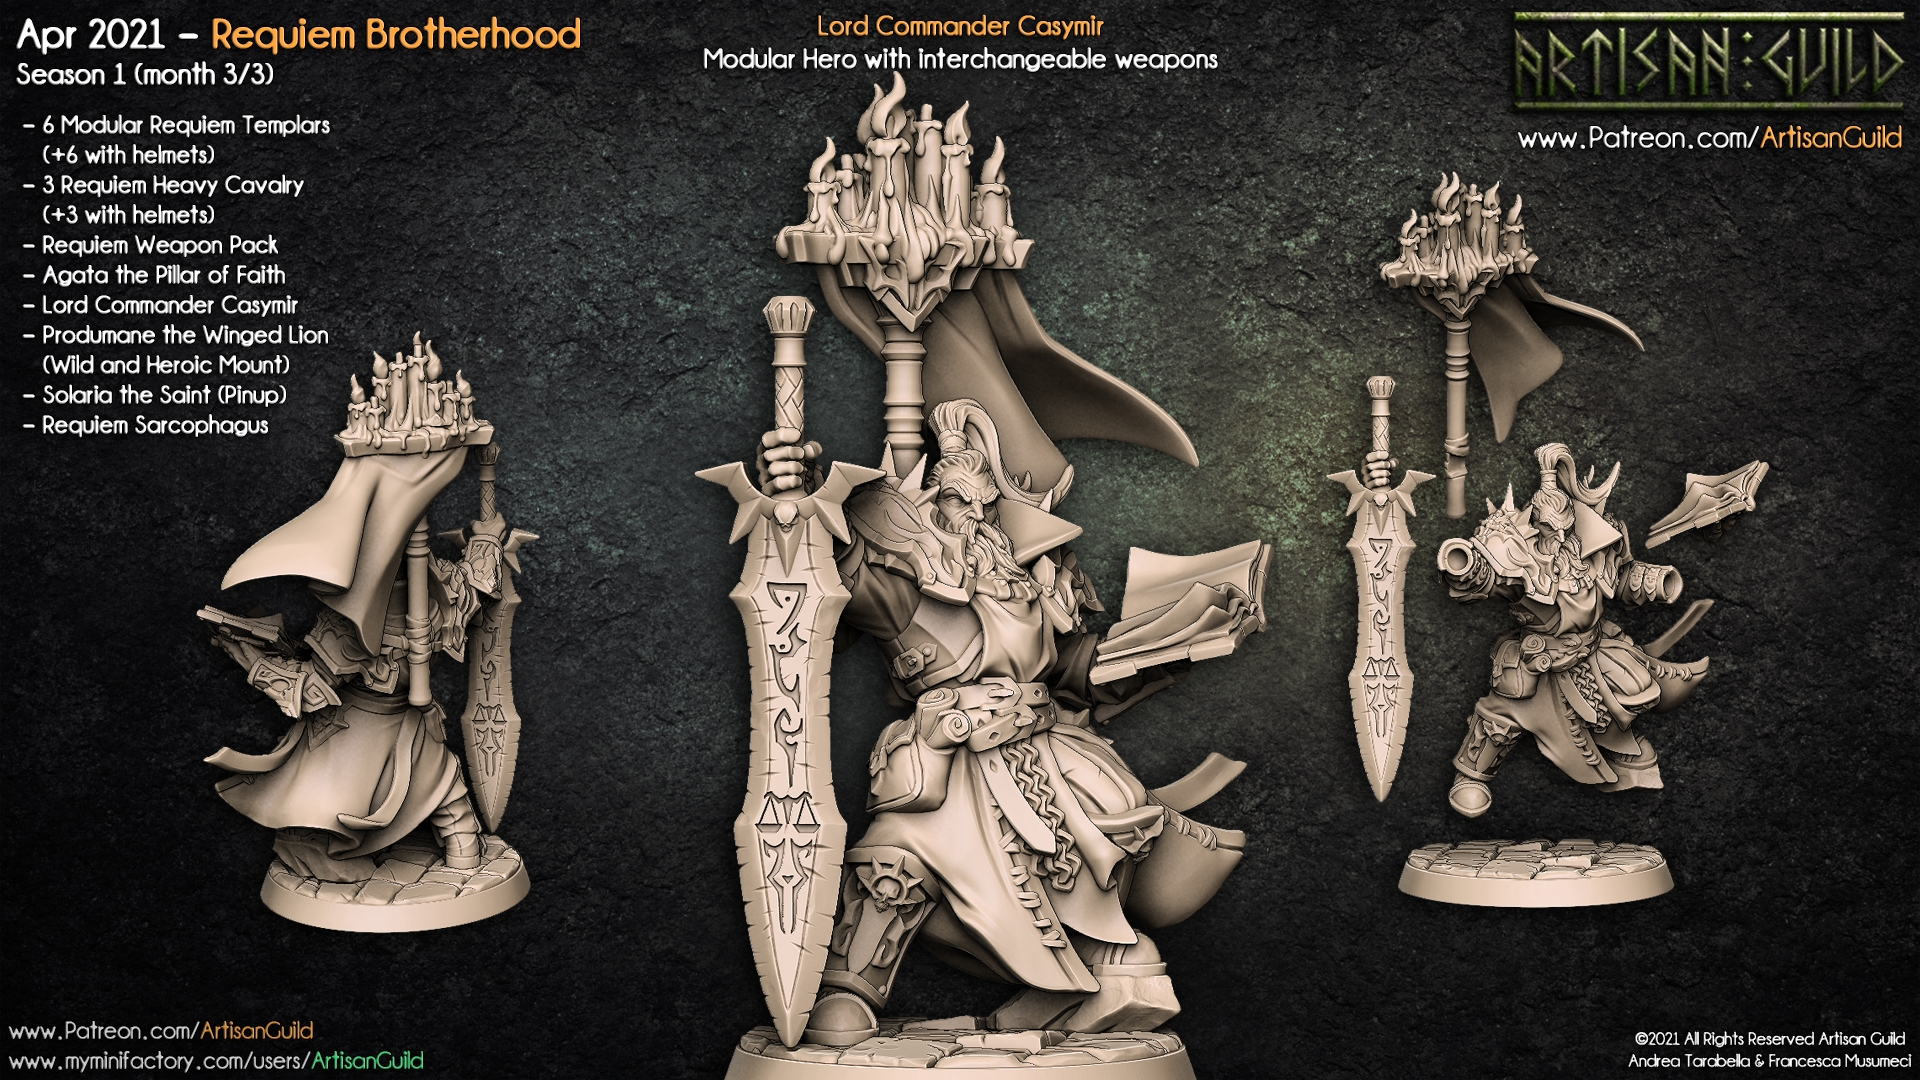 Apr 2021 – Requiem Brotherhood
Season 1 (month 3/3)
– 6 Modular Requiem Templars
(+6 with helmets)
– 3 Requiem Heavy Cavalry
(+3 with helmets)
– Requiem Weapon Pack
– Agata the Pillar of Faith
– Lord Commander Casymir
– Produmane the Winged Lion
(Wild and Heroic Mount)
– Solaria the Saint (Pinup)
– Requiem Sarcophagus
Lord Commander Casymir
Modular Hero with interchangeable weapons
ARTISAN:GUILD
www.Patreon.com/ArtisanGuild
www.Patreon.com/ArtisanGuild
www.myminifactory.com/users/ArtisanGuild
©2021 All Rights Reserved Artisan Guild
Andrea Tarabella & Francesca Musumeci